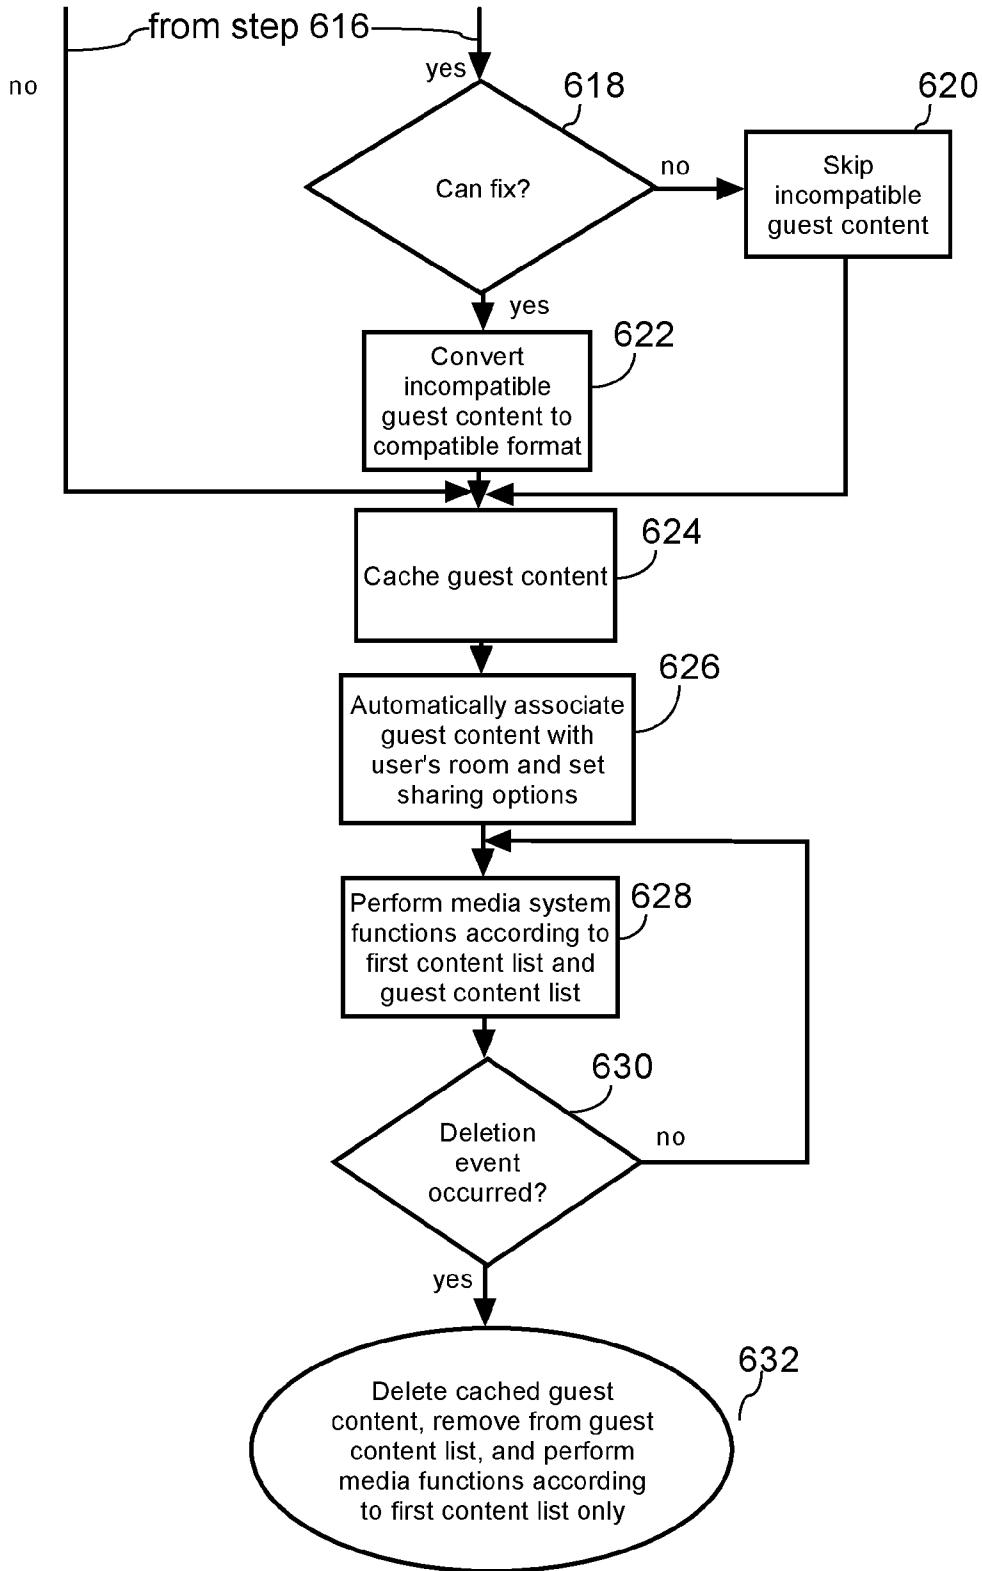 from step 616
no
yes
618
620
Can fix?
no
Skip
incompatible
guest content
yes
622
Convert
incompatible
guest content to
compatible format
624
Cache guest content
626
Automatically associate
guest content with
user's room and set
sharing options
628
Perform media system
functions according to
first content list and
guest content list
630
Deletion
event
occurred?
no
yes
632
Delete cached guest
content, remove from guest
content list, and perform
media functions according
to first content list only